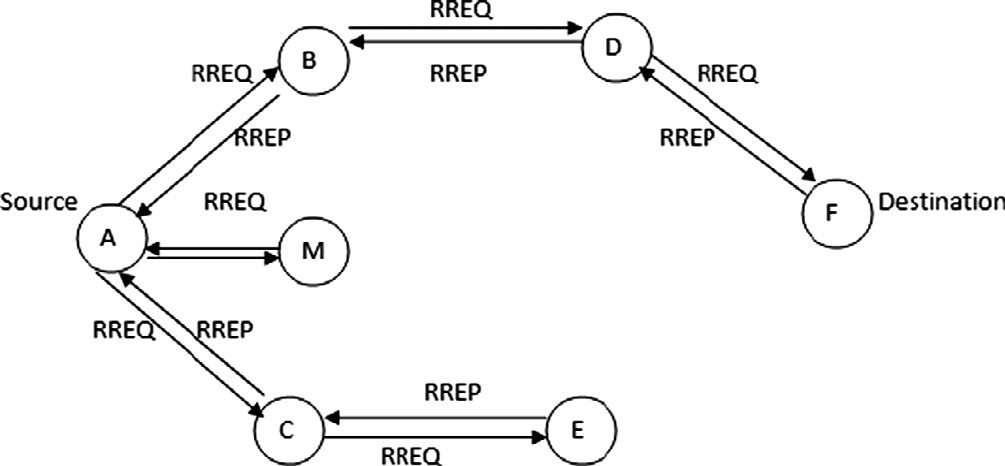 RREQ
B
D
RREQ
RREP
RREQ
RREP
RREP
Source
RREQ
F
Destination
A
M
RREQ
RREP
RREP
C
E
RREQ